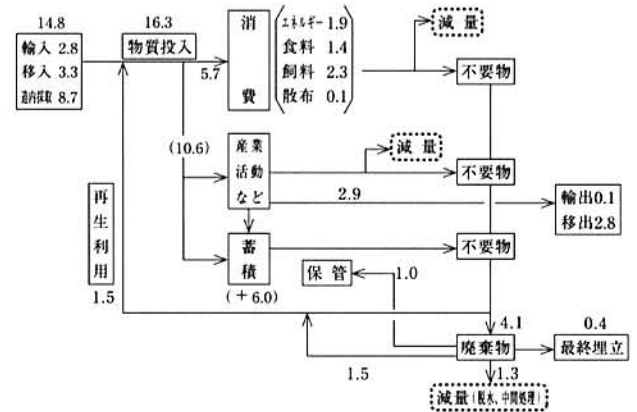 14.8
輸入 2.8
移入 3.3
道内採取 8.7
16.3
物質投入
5.7
消費
エネルギー 1.9
食料 1.4
飼料 2.3
散布 0.1
減量
不要物
(10.6)
産業活動など
減量
不要物
2.9
輸出0.1
移出2.8
再生利用
1.5
蓄積
(+6.0)
不要物
保管
1.0
4.1
廃棄物
0.4
最終埋立
1.5
1.3
減量(脱水、中間処理)